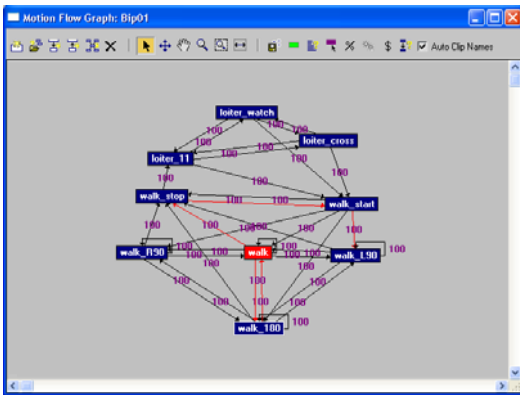 Motion Flow Graph: Bip01
Auto Clip Names
loiter_watch
100 100 100
loiter_cross
100 100
loiter_11
100 100 100
walk_stop
100 100
walk_start
100 100 100 100
walk_R90
walk
walk_L90
100
100 100 100
100 100 100
walk_180
100